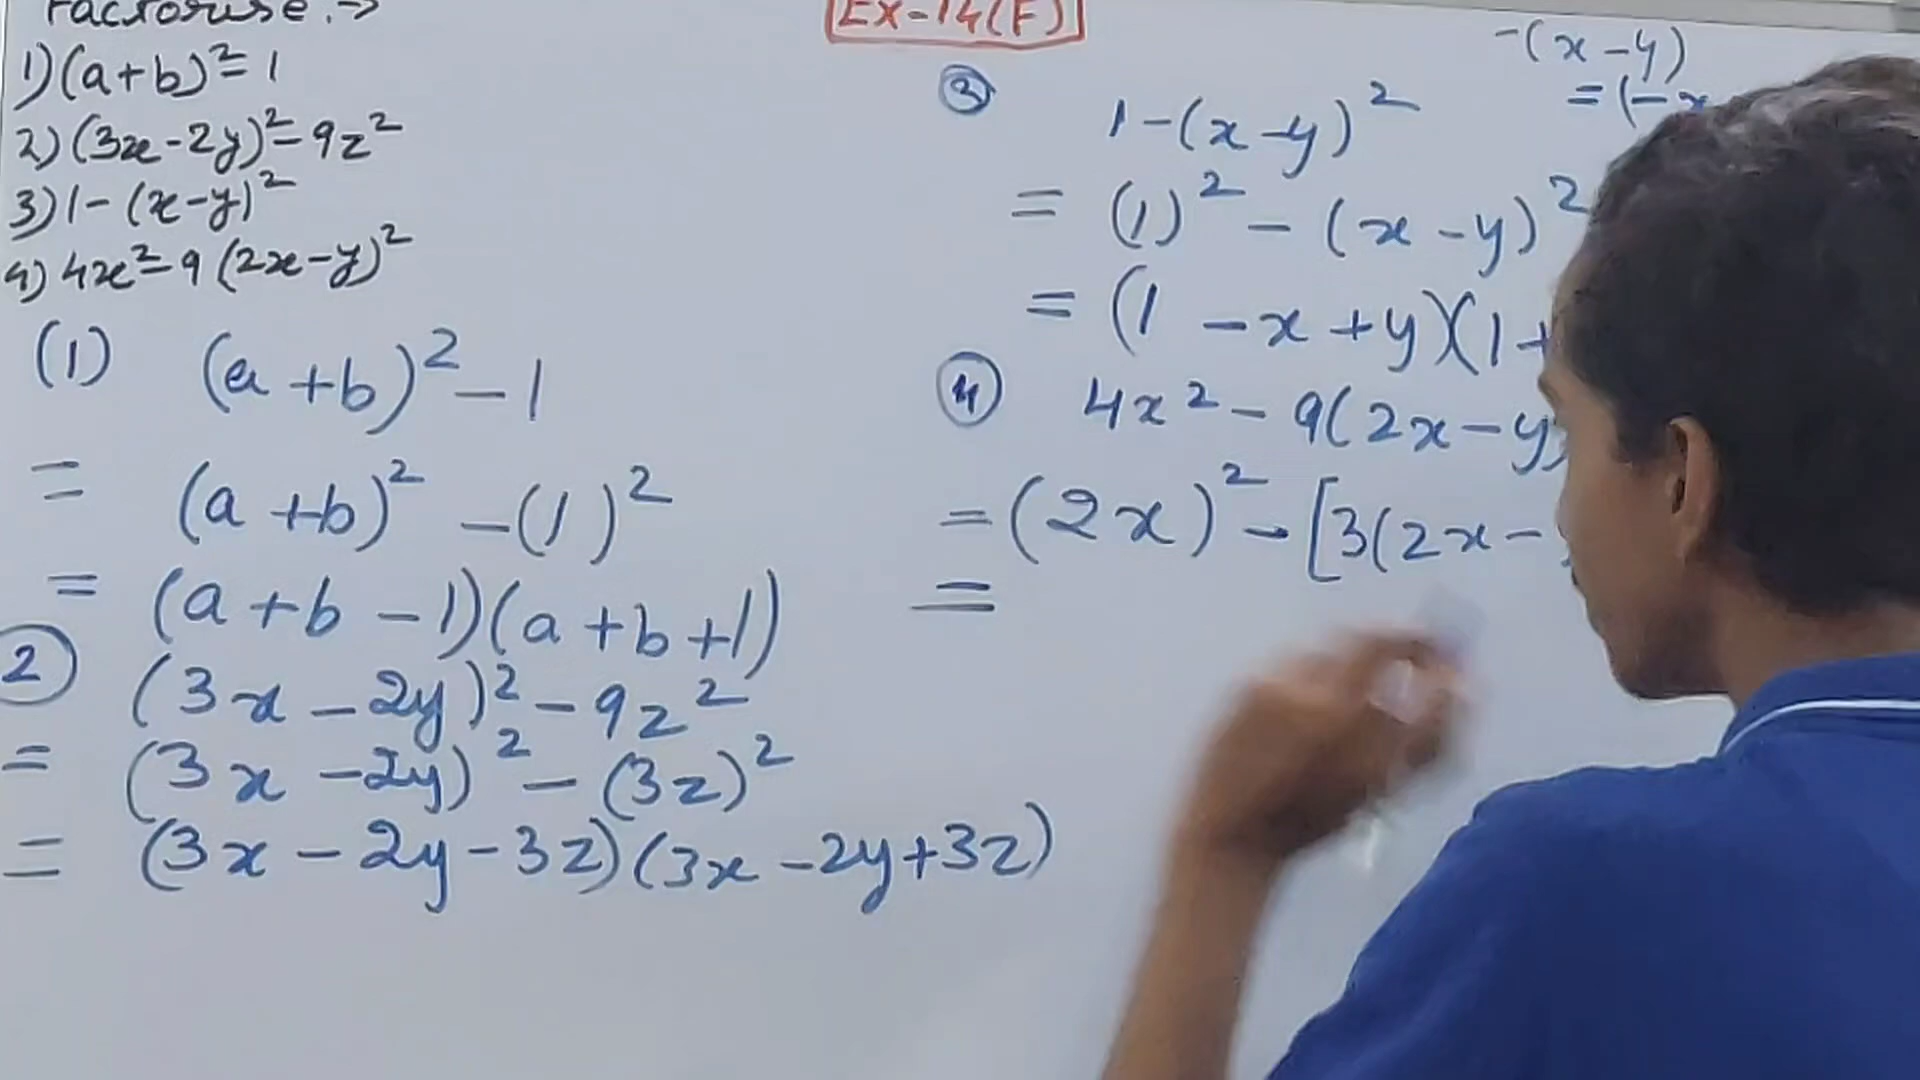 Factorise :→
1) (a+b)² = 1
2) (3x-2y)² - 9z²
3) 1 - (x-y)²
4) 4x² - 9 (2x-y)²
(1) (a + b)² - 1
= (a + b)² - (1)²
= (a + b - 1)(a + b + 1)
2 (3x - 2y)² - 9z²
= (3x - 2y)² - (3z)²
= (3x - 2y - 3z)(3x - 2y + 3z)
Ex-14(F)
3 1 - (x - y)²
= (1)² - (x - y)²
= (1 - x + y)(1 +
4 4x² - 9(2x - y)
= (2x)² - [3(2x -
=
-(x - y)
= (-x